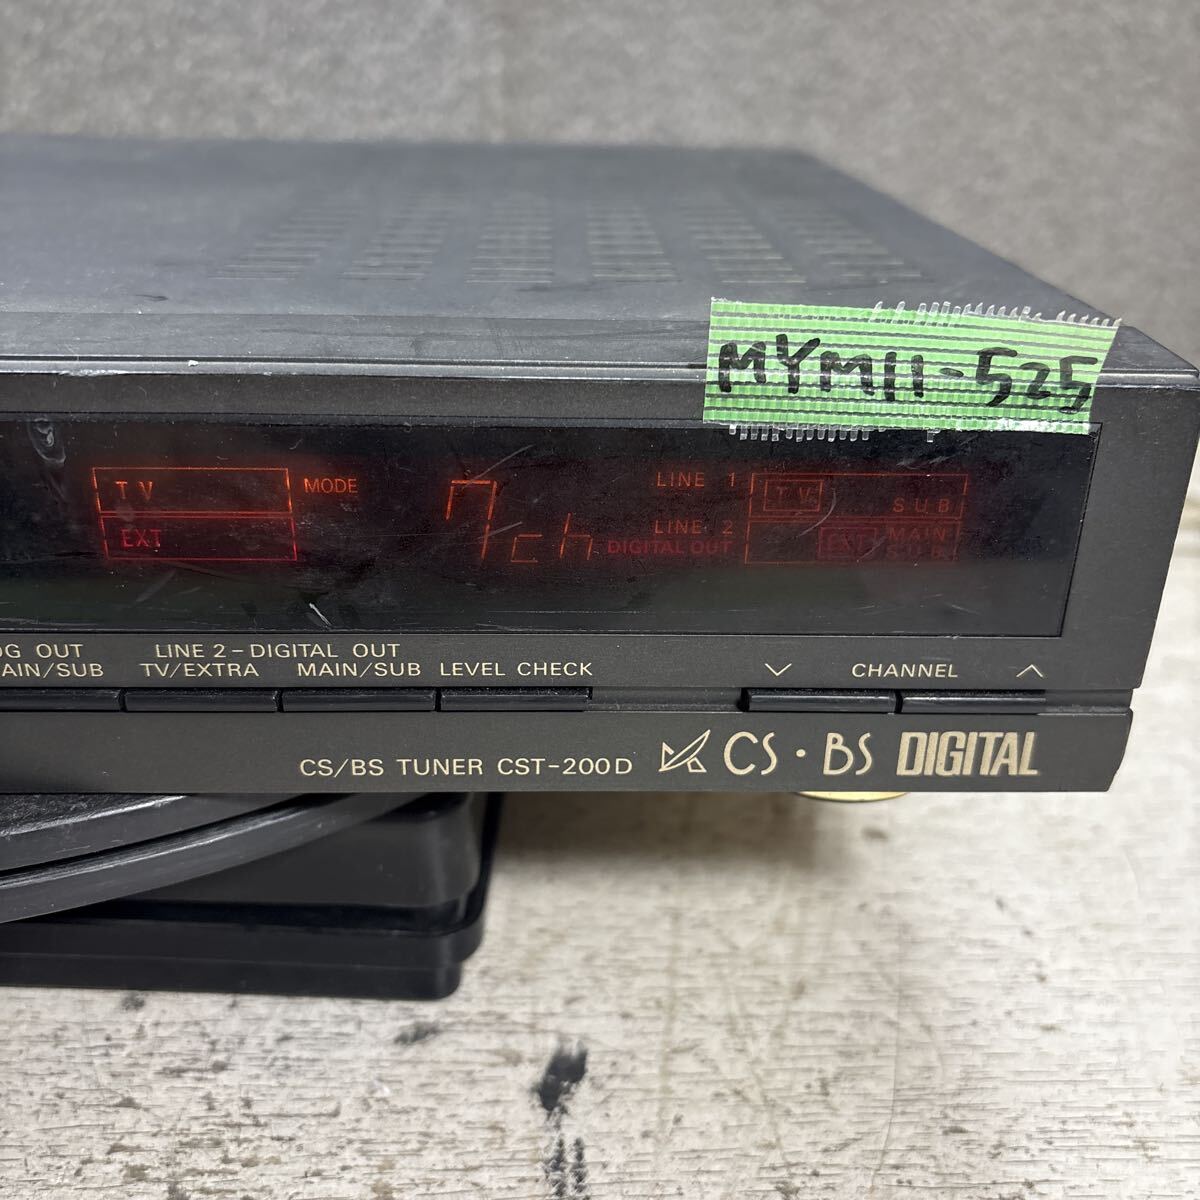 MYM11-525
TV
MODE
EXT
7ch
LINE 1
TV
SUB
LINE 2
DIGITAL OUT
EXT
MAIN
SUB
OG OUT
LINE 2-DIGITAL OUT
AIN/SUB
TV/EXTRA
MAIN/SUB
LEVEL CHECK
CHANNEL
CS/BS TUNER CST-200D
CS・BS DIGITAL